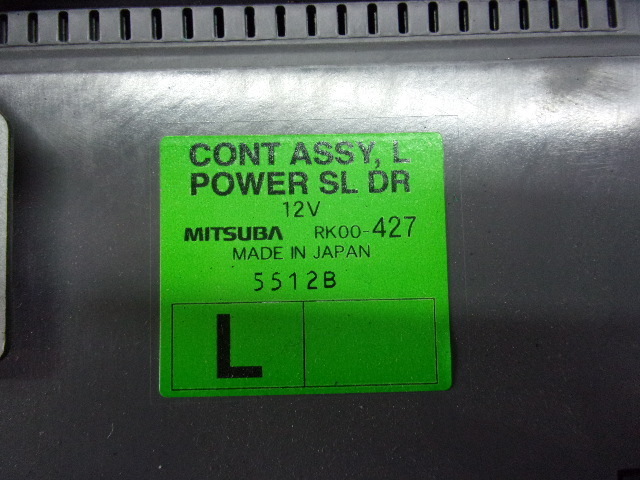 CONT ASSY, L
POWER SL DR
12V
MITSUBA RK00-427
MADE IN JAPAN
5512B
L